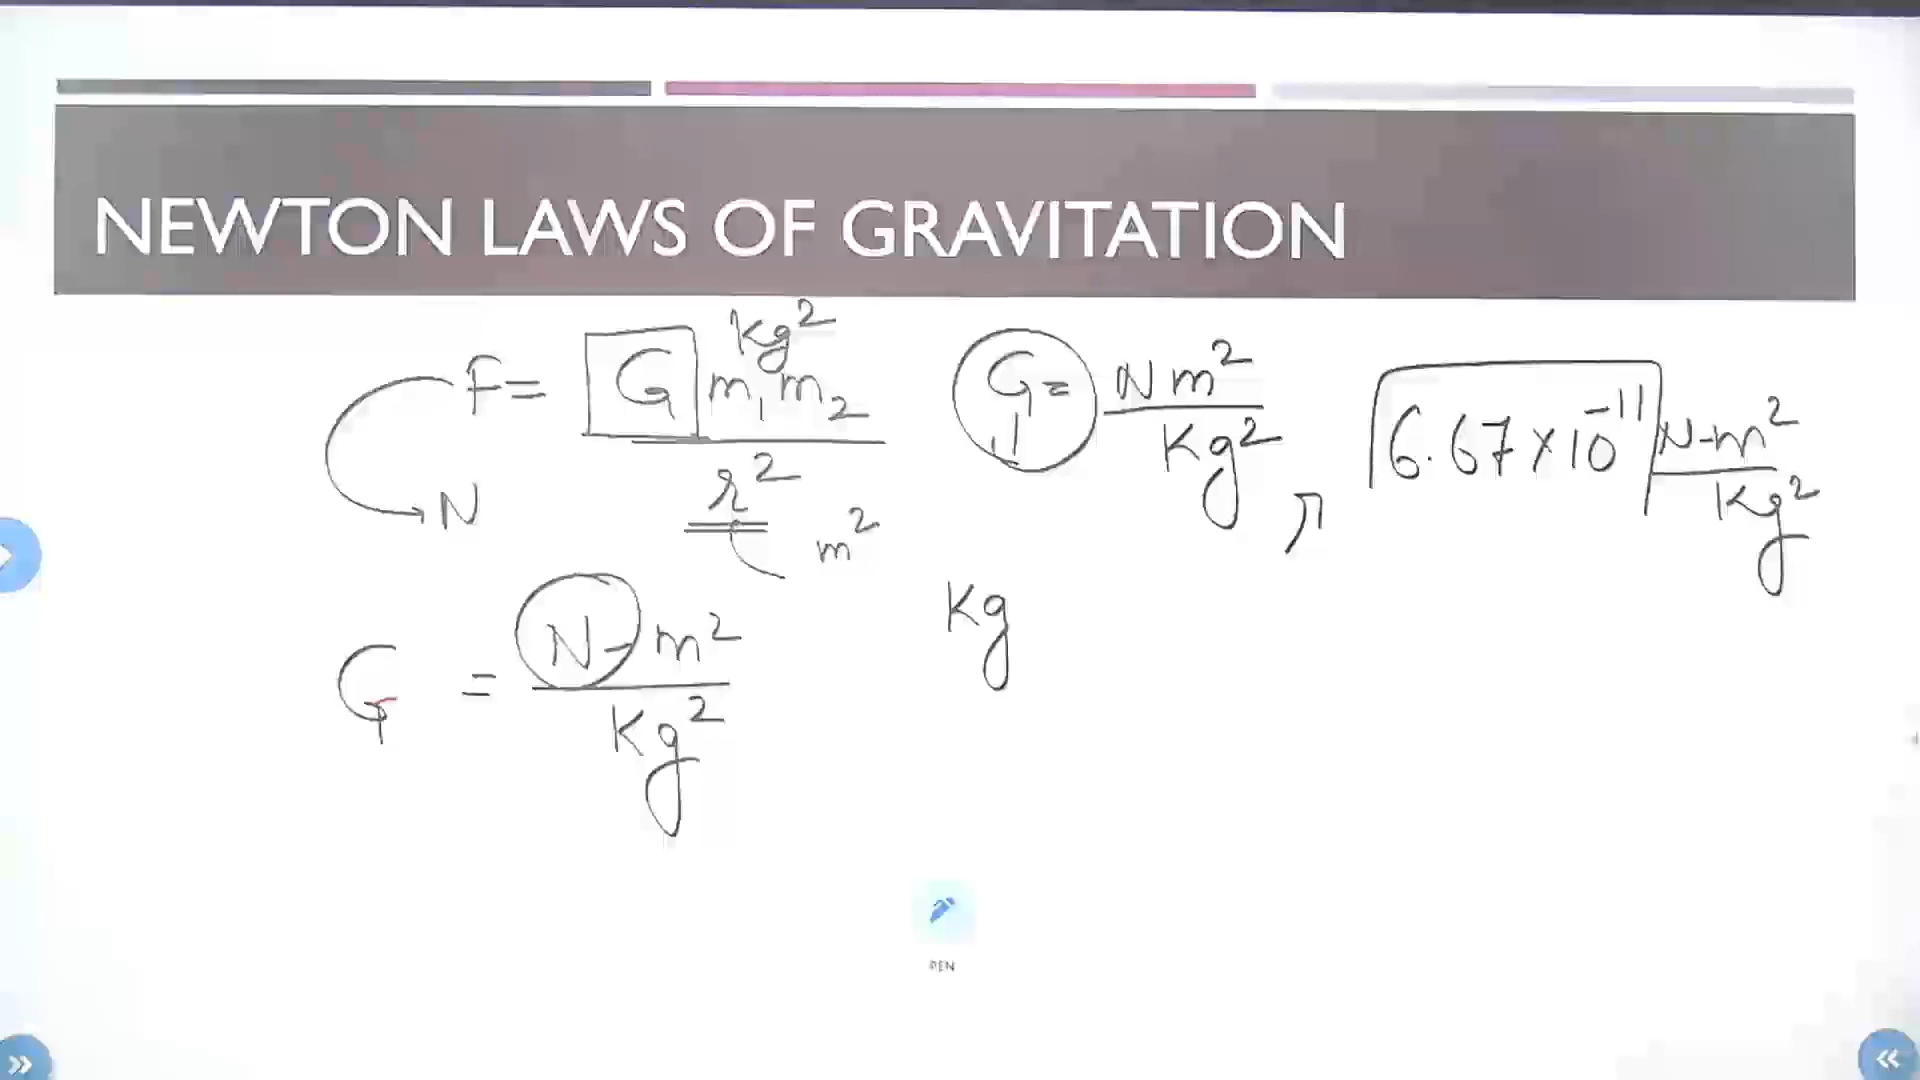 NEWTON LAWS OF GRAVITATION
F = G m₁m₂ / r²
kg²
N
m²
G = N m² / Kg²
6.67×10⁻¹¹ N-m² / Kg²
G = N-m² / Kg²
Kg
PEN